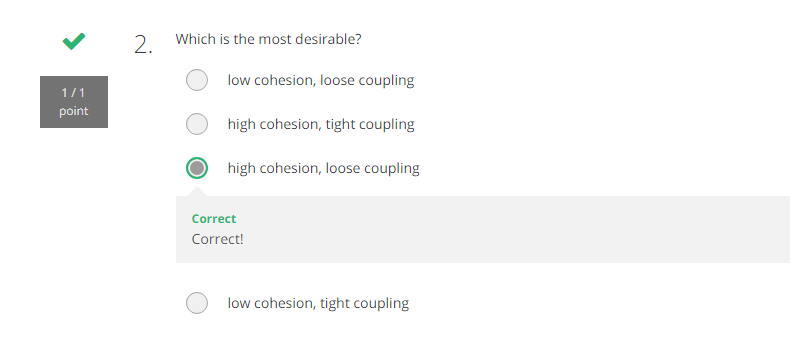 2. Which is the most desirable?
1 / 1
point
low cohesion, loose coupling
high cohesion, tight coupling
high cohesion, loose coupling
Correct
Correct!
low cohesion, tight coupling